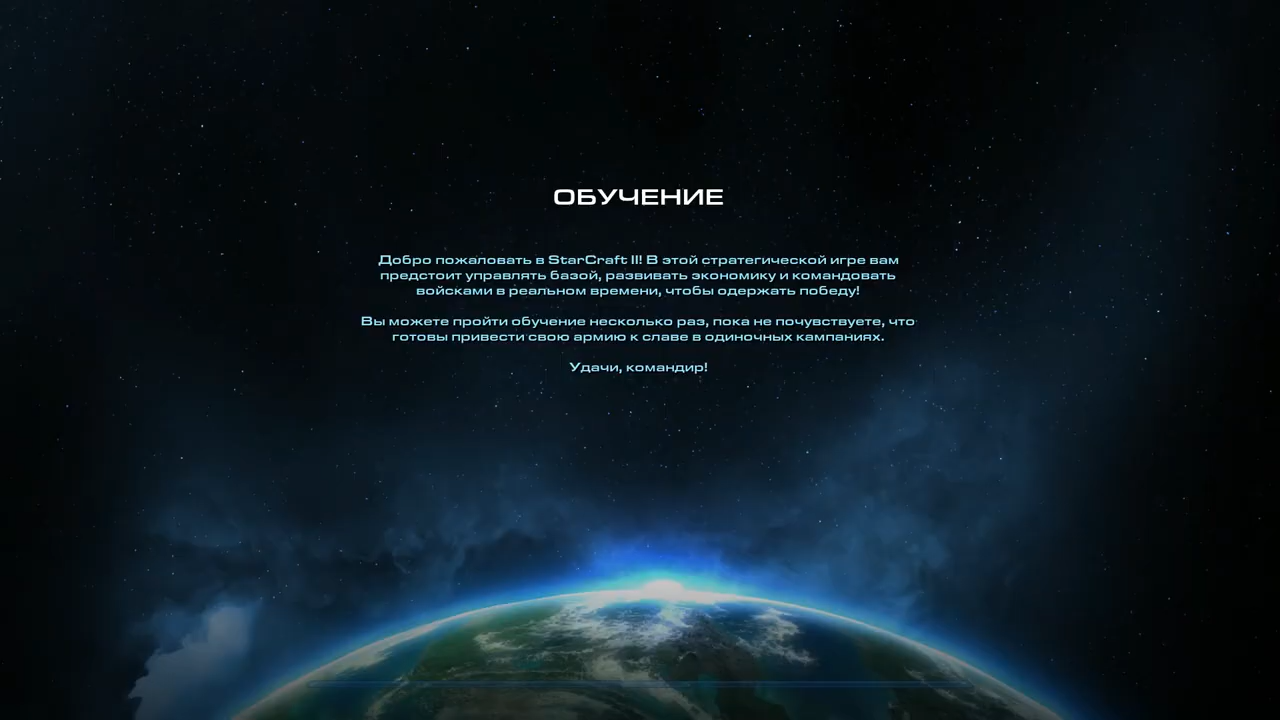 ОБУЧЕНИЕ
Добро пожаловать в StarCraft II! В этой стратегической игре вам
предстоит управлять базой, развивать экономику и командовать
войсками в реальном времени, чтобы одержать победу!
Вы можете пройти обучение несколько раз, пока не почувствуете, что
готовы привести свою армию к славе в одиночных кампаниях.
Удачи, командир!